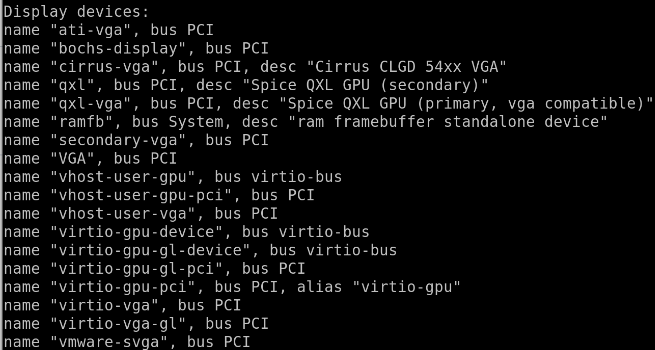 Display devices:
name "ati-vga", bus PCI
name "bochs-display", bus PCI
name "cirrus-vga", bus PCI, desc "Cirrus CLGD 54xx VGA"
name "qxl", bus PCI, desc "Spice QXL GPU (secondary)"
name "qxl-vga", bus PCI, desc "Spice QXL GPU (primary, vga compatible)"
name "ramfb", bus System, desc "ram framebuffer standalone device"
name "secondary-vga", bus PCI
name "VGA", bus PCI
name "vhost-user-gpu", bus virtio-bus
name "vhost-user-gpu-pci", bus PCI
name "vhost-user-vga", bus PCI
name "virtio-gpu-device", bus virtio-bus
name "virtio-gpu-gl-device", bus virtio-bus
name "virtio-gpu-gl-pci", bus PCI
name "virtio-gpu-pci", bus PCI, alias "virtio-gpu"
name "virtio-vga", bus PCI
name "virtio-vga-gl", bus PCI
name "vmware-svga", bus PCI